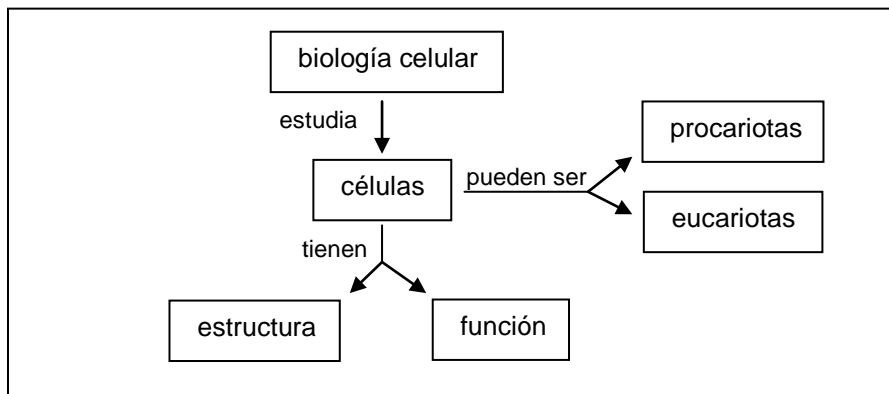 biología celular
estudia
procariotas
células
pueden ser
eucariotas
tienen
estructura
función